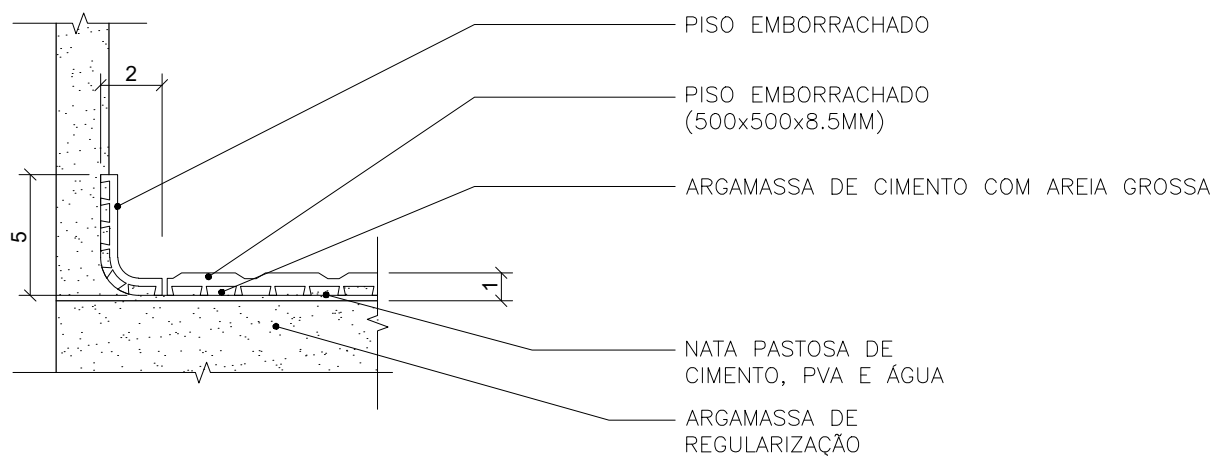 PISO EMBORRACHADO
2
PISO EMBORRACHADO
(500x500x8.5MM)
ARGAMASSA DE CIMENTO COM AREIA GROSSA
5
1
NATA PASTOSA DE
CIMENTO, PVA E ÁGUA
ARGAMASSA DE
REGULARIZAÇÃO